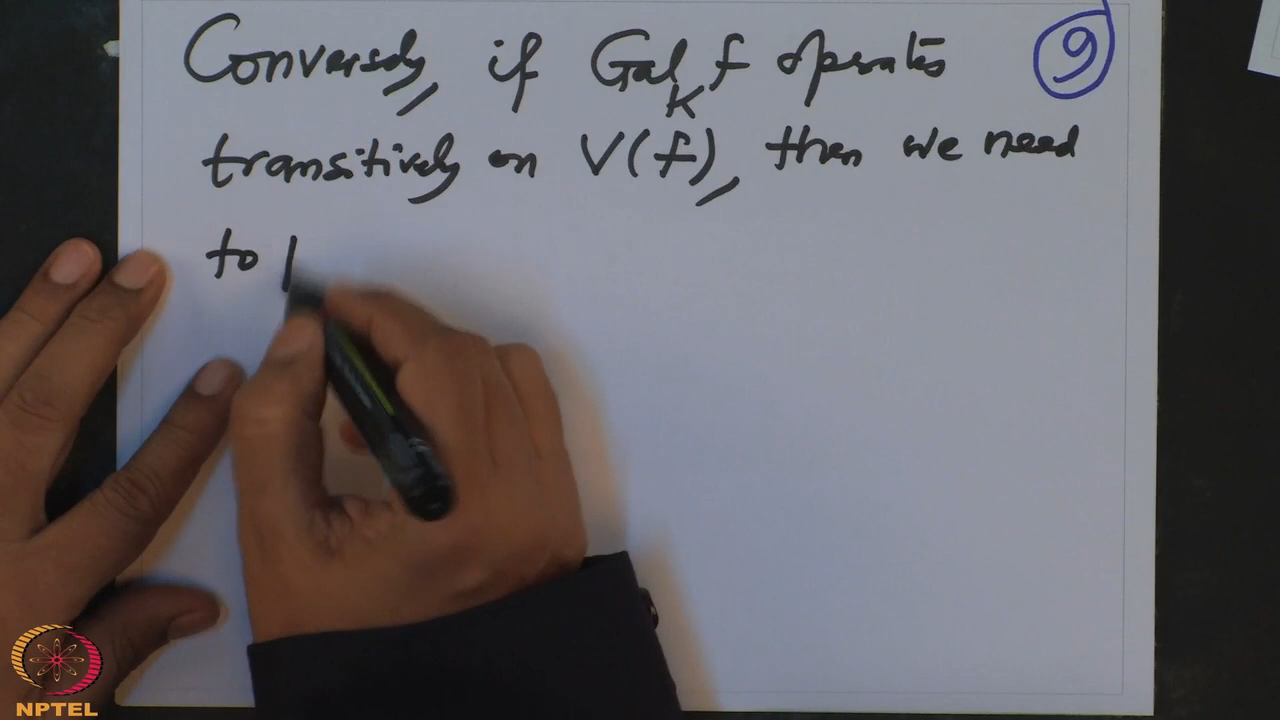 Conversely, if Gal_K f operates
9
transitively on V(f), then we need
to
NPTEL